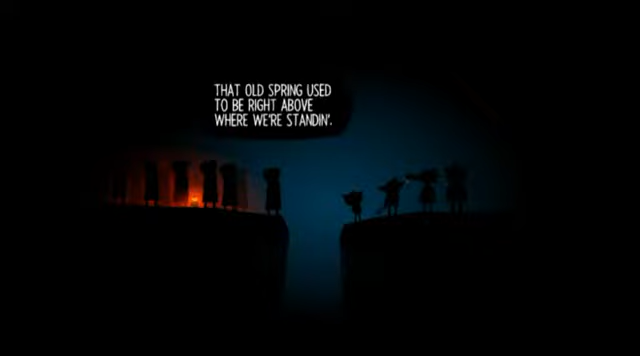 THAT OLD SPRING USED
TO BE RIGHT ABOVE
WHERE WE'RE STANDIN'.